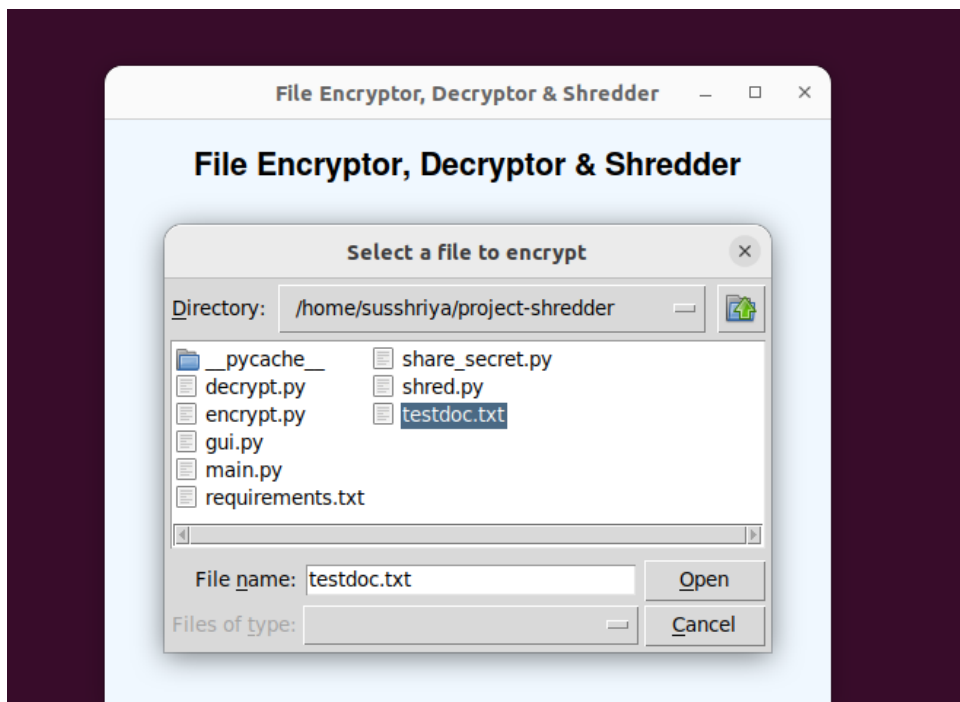 File Encryptor, Decryptor & Shredder
File Encryptor, Decryptor & Shredder
Select a file to encrypt
Directory: /home/susshriya/project-shredder
__pycache__
decrypt.py
encrypt.py
gui.py
main.py
requirements.txt
share_secret.py
shred.py
testdoc.txt
File name: testdoc.txt Open
Files of type: Cancel